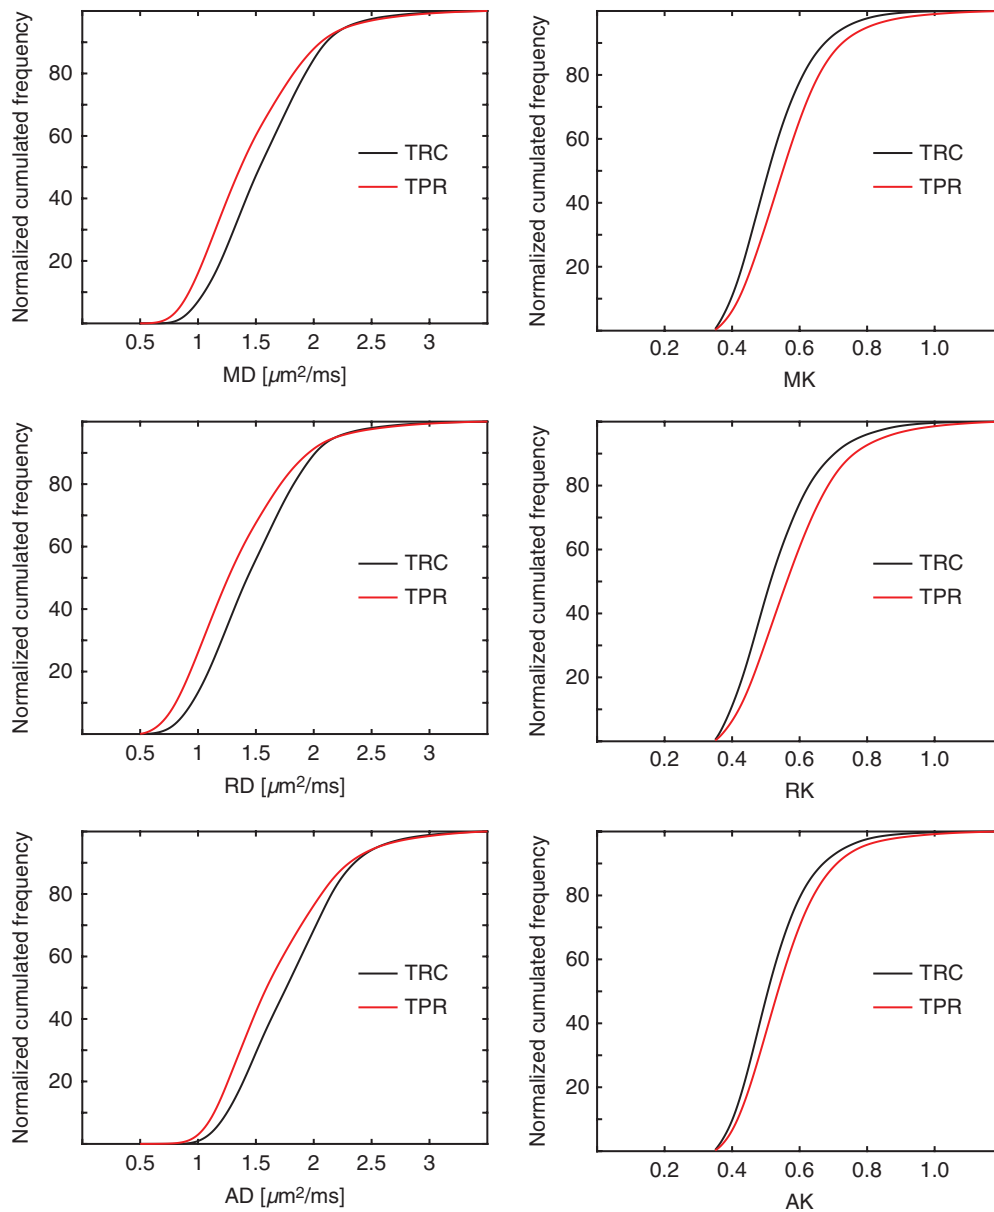 Normalized cumulated frequency
80
60
40
20
TRC
TPR
0.5 1 1.5 2 2.5 3
MD [µm²/ms]
Normalized cumulated frequency
80
60
40
20
TRC
TPR
0.2 0.4 0.6 0.8 1.0
MK
Normalized cumulated frequency
80
60
40
20
TRC
TPR
0.5 1 1.5 2 2.5 3
RD [µm²/ms]
Normalized cumulated frequency
80
60
40
20
TRC
TPR
0.2 0.4 0.6 0.8 1.0
RK
Normalized cumulated frequency
80
60
40
20
TRC
TPR
0.5 1 1.5 2 2.5 3
AD [µm²/ms]
Normalized cumulated frequency
80
60
40
20
TRC
TPR
0.2 0.4 0.6 0.8 1.0
AK